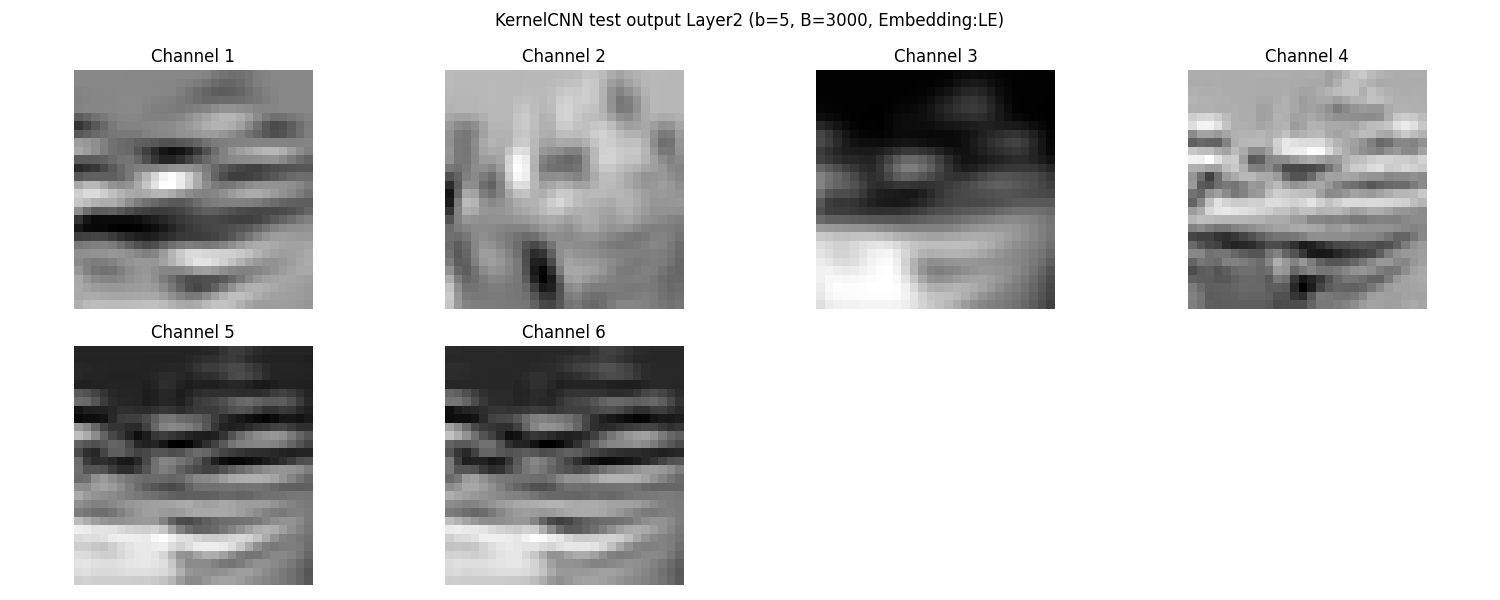 KernelCNN test output Layer2 (b=5, B=3000, Embedding:LE)
Channel 1
Channel 2
Channel 3
Channel 4
Channel 5
Channel 6